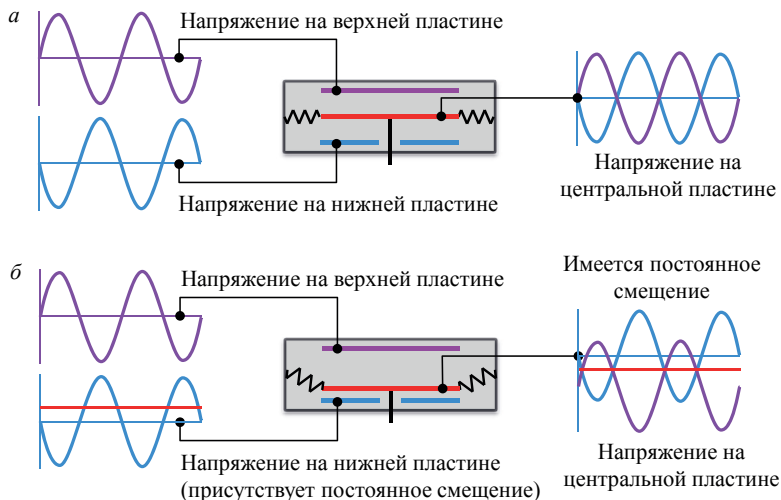 а
Напряжение на верхней пластине
Напряжение на нижней пластине
Напряжение на
центральной пластине
б
Напряжение на верхней пластине
Напряжение на нижней пластине
(присутствует постоянное смещение)
Имеется постоянное
смещение
Напряжение на
центральной пластине